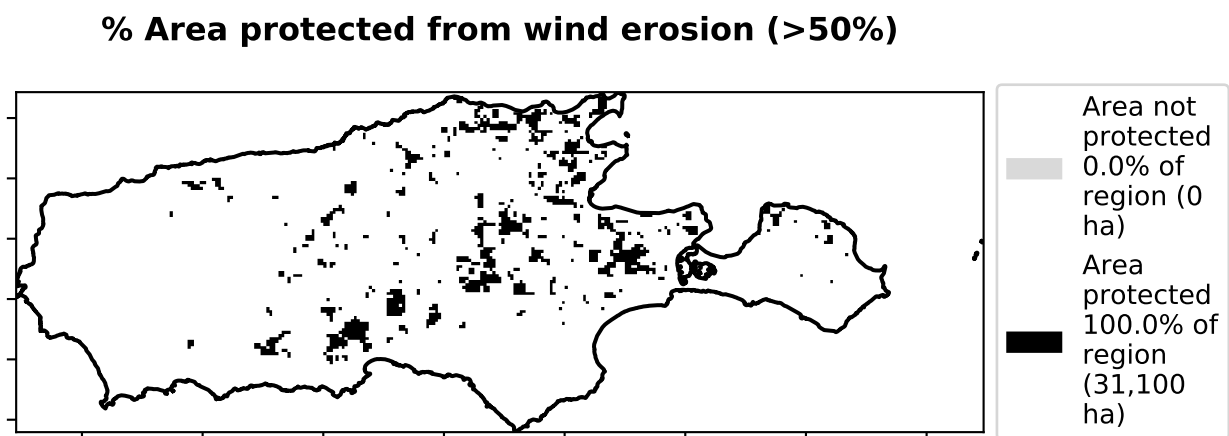 % Area protected from wind erosion (>50%)
Area not
protected
0.0% of
region (0
ha)
Area
protected
100.0% of
region
(31,100
ha)